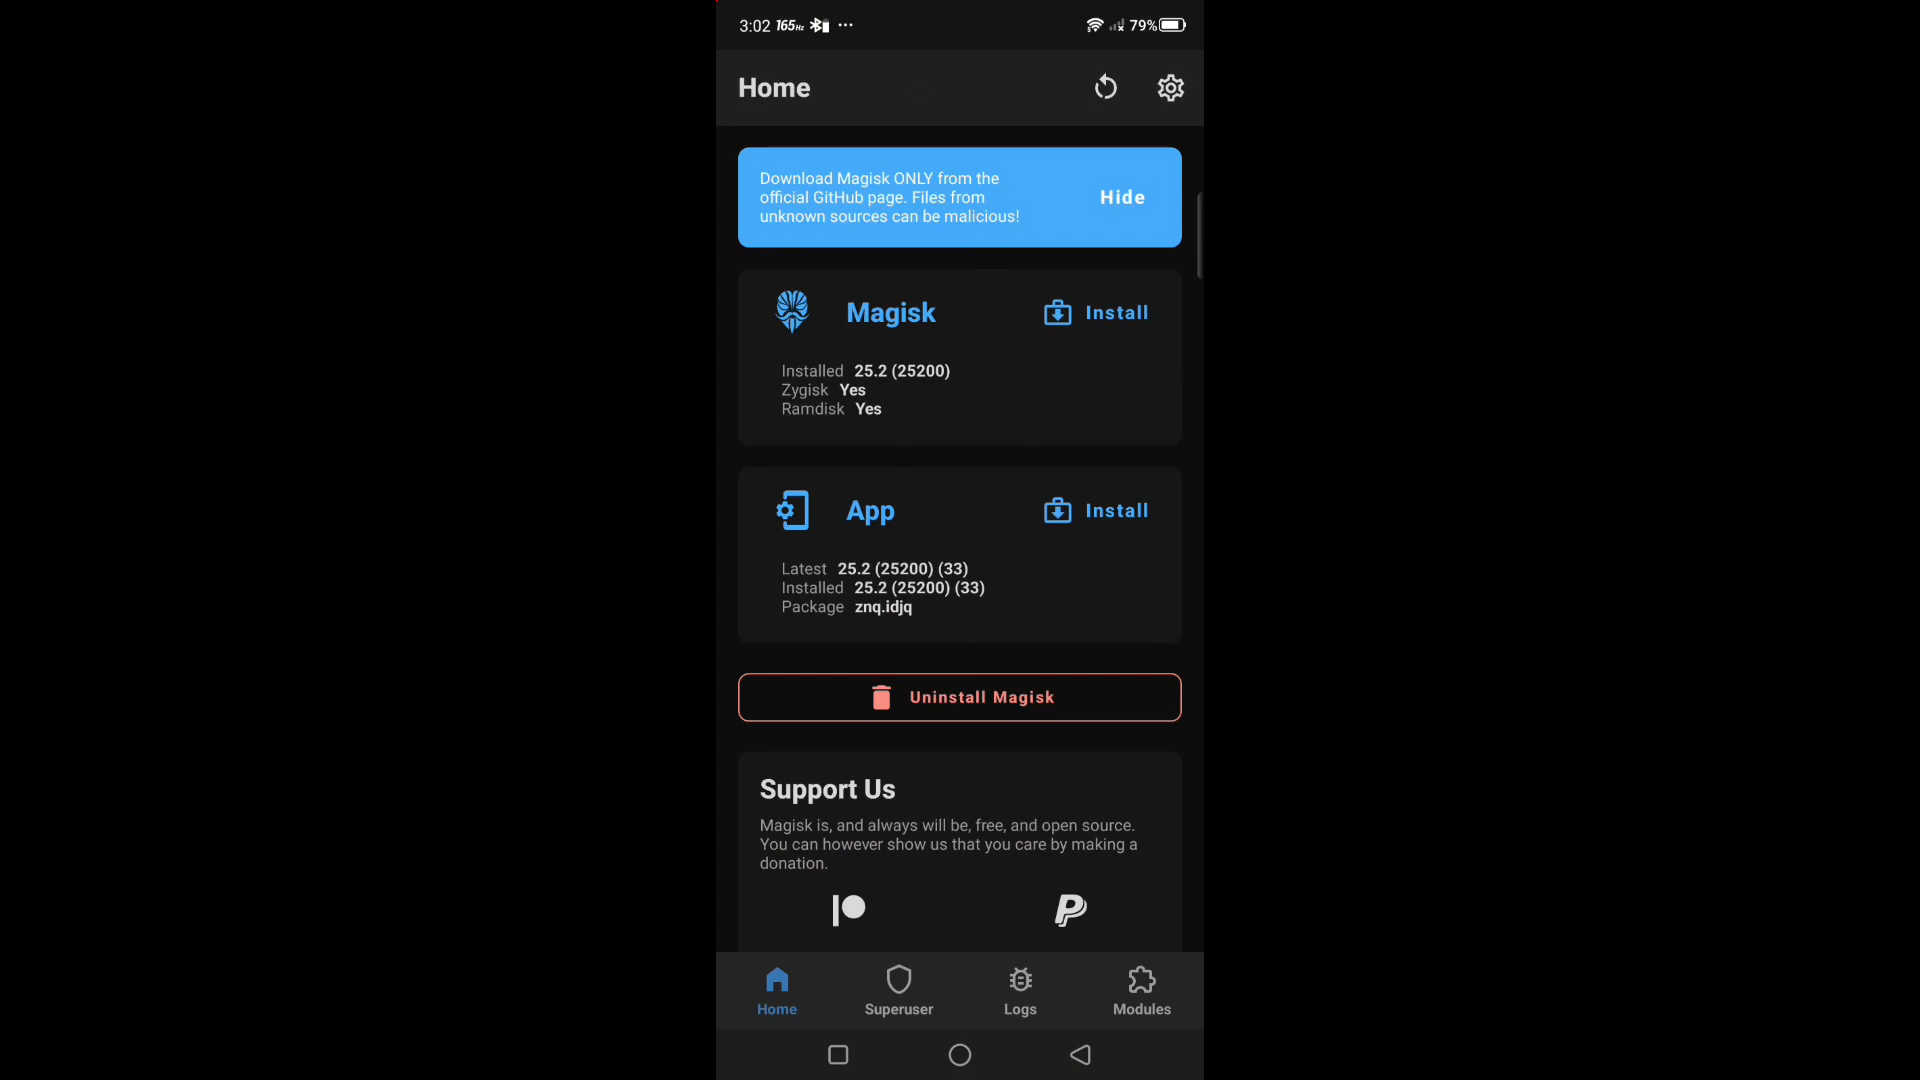 3:02 165Hz 79%
Home
Download Magisk ONLY from the
official GitHub page. Files from
unknown sources can be malicious!
Hide
Magisk
Install
Installed 25.2 (25200)
Zygisk Yes
Ramdisk Yes
App
Install
Latest 25.2 (25200) (33)
Installed 25.2 (25200) (33)
Package znq.idjq
Uninstall Magisk
Support Us
Magisk is, and always will be, free, and open source.
You can however show us that you care by making a
donation.
Home Superuser Logs Modules